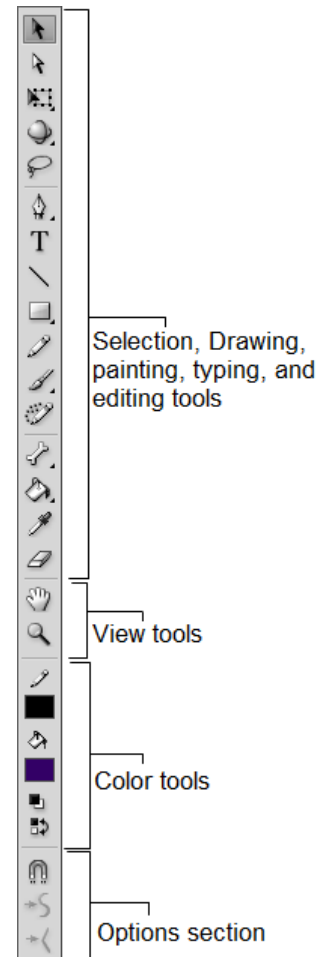 T
Selection, Drawing,
painting, typing, and
editing tools
View tools
Color tools
Options section